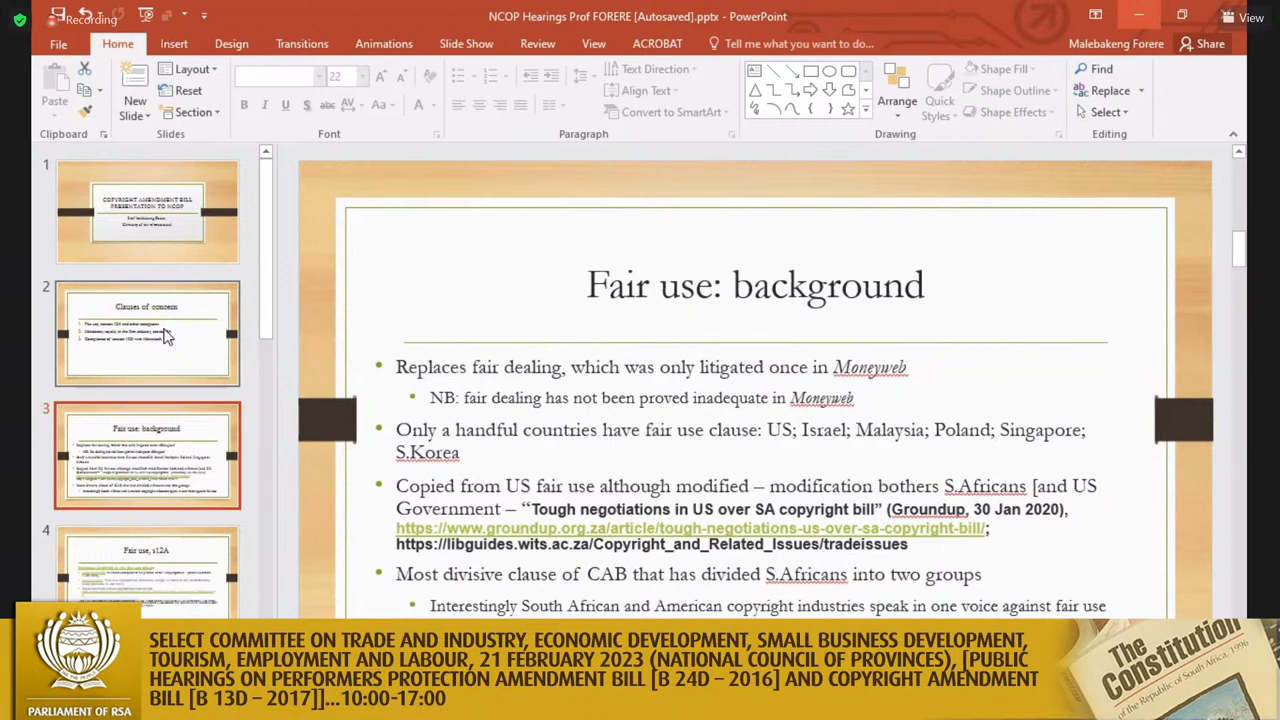 Recording
NCOP Hearings Prof FORERE [Autosaved].pptx - PowerPoint
View
File Home Insert Design Transitions Animations Slide Show Review View ACROBAT Tell me what you want to do... Malebakeng Forere Share
Paste
New Slide
Layout
Reset
Section
22
B I U S abc AV Aa A
Text Direction
Align Text
Convert to SmartArt
Arrange
Quick Styles
Shape Fill
Shape Outline
Shape Effects
Find
Replace
Select
Clipboard Slides Font Paragraph Drawing Editing
1
COPYRIGHT AMENDMENT BILL
PRESENTATION TO NCOP
2
Clauses of concern
3
Fair use: background
4
Fair use, s12A
Fair use: background
• Replaces fair dealing, which was only litigated once in Moneyweb
• NB: fair dealing has not been proved inadequate in Moneyweb
• Only a handful countries have fair use clause: US; Israel; Malaysia; Poland; Singapore;
S.Korea
• Copied from US fair use although modified – modification bothers S.Africans [and US
Government – “Tough negotiations in US over SA copyright bill” (Groundup, 30 Jan 2020),
https://www.groundup.org.za/article/tough-negotiations-us-over-sa-copyright-bill/;
https://libguides.wits.ac.za/Copyright_and_Related_Issues/tradeissues
• Most divisive clause of CAB that has divided S.Africans into two groups
• Interestingly South African and American copyright industries speak in one voice against fair use
SELECT COMMITTEE ON TRADE AND INDUSTRY, ECONOMIC DEVELOPMENT, SMALL BUSINESS DEVELOPMENT,
TOURISM, EMPLOYMENT AND LABOUR, 21 FEBRUARY 2023 (NATIONAL COUNCIL OF PROVINCES), [PUBLIC
HEARINGS ON PERFORMERS PROTECTION AMENDMENT BILL [B 24D – 2016] AND COPYRIGHT AMENDMENT
BILL [B 13D – 2017]]...10:00-17:00
PARLIAMENT OF RSA
The
Constitution
of the Republic of South Africa, 1996